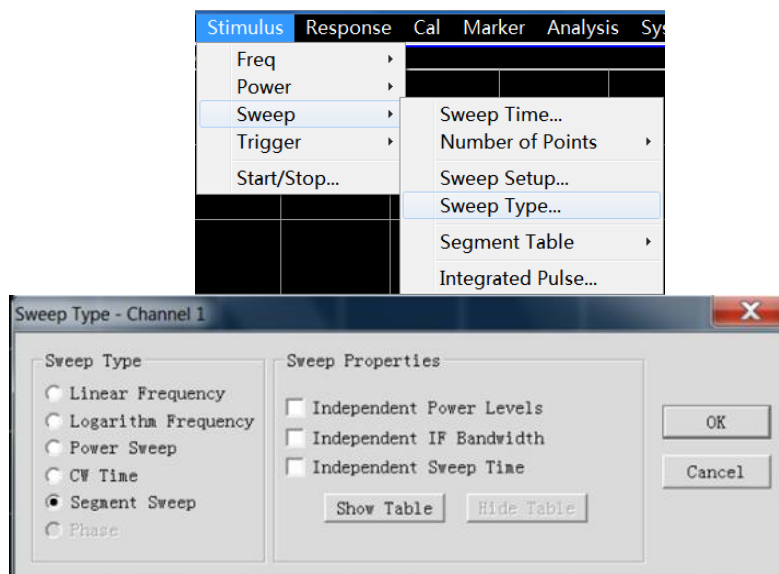 Stimulus Response Cal Marker Analysis Sys
Freq
Power
Sweep
Trigger
Start/Stop...
Sweep Time...
Number of Points
Sweep Setup...
Sweep Type...
Segment Table
Integrated Pulse...
Sweep Type - Channel 1
Sweep Type
Linear Frequency
Logarithm Frequency
Power Sweep
CW Time
Segment Sweep
Phase
Sweep Properties
Independent Power Levels
Independent IF Bandwidth
Independent Sweep Time
Show Table Hide Table
OK
Cancel